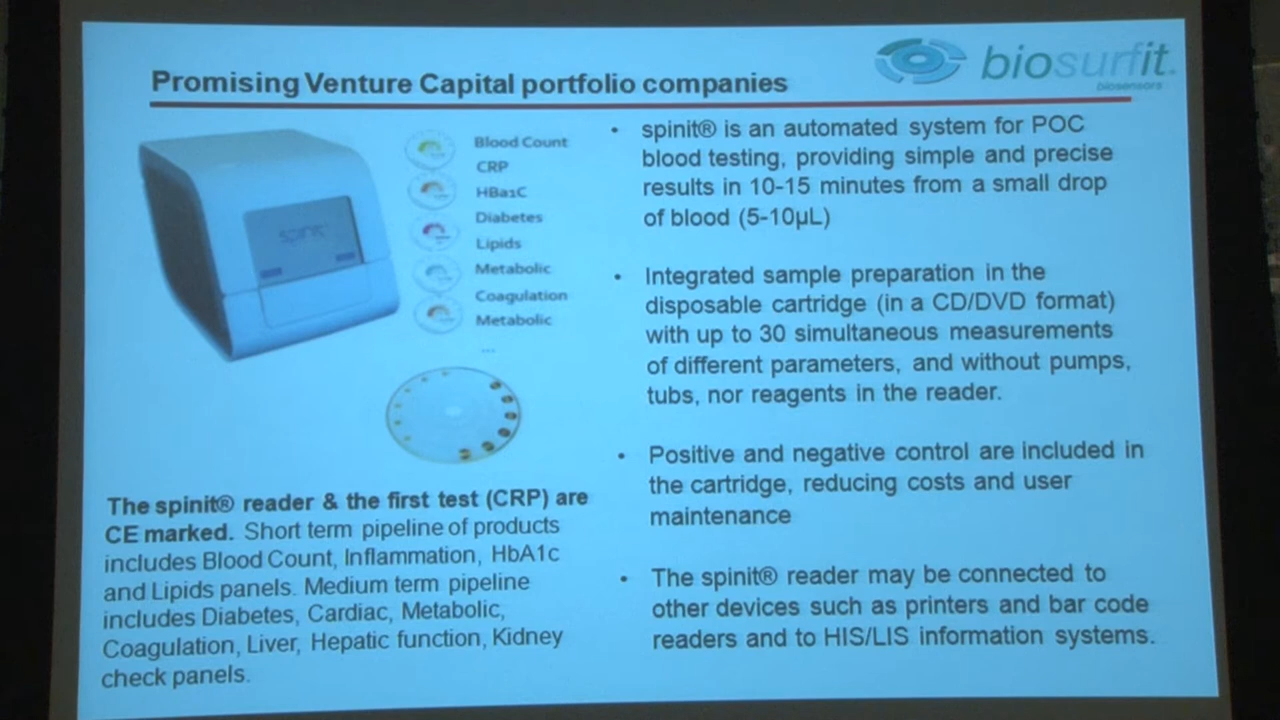 Promising Venture Capital portfolio companies
biosurfit
biosensors
spinit
Blood Count
CRP
HBa1C
Diabetes
Lipids
Metabolic
Coagulation
Metabolic
...
The spinit® reader & the first test (CRP) are
CE marked. Short term pipeline of products
includes Blood Count, Inflammation, HbA1c
and Lipids panels. Medium term pipeline
includes Diabetes, Cardiac, Metabolic,
Coagulation, Liver, Hepatic function, Kidney
check panels.
• spinit® is an automated system for POC
blood testing, providing simple and precise
results in 10-15 minutes from a small drop
of blood (5-10µL)
• Integrated sample preparation in the
disposable cartridge (in a CD/DVD format)
with up to 30 simultaneous measurements
of different parameters, and without pumps,
tubs, nor reagents in the reader.
• Positive and negative control are included in
the cartridge, reducing costs and user
maintenance
• The spinit® reader may be connected to
other devices such as printers and bar code
readers and to HIS/LIS information systems.